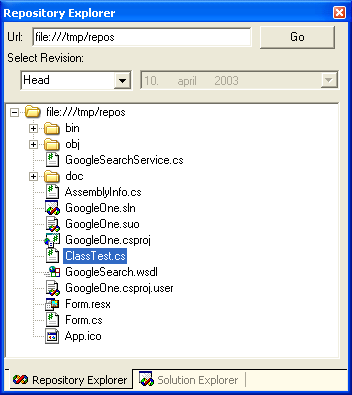 Repository Explorer
Url: file:///tmp/repos Go
Select Revision:
Head 10. april 2003
file:///tmp/repos
bin
obj
GoogleSearchService.cs
doc
AssemblyInfo.cs
GoogleOne.sln
GoogleOne.suo
GoogleOne.csproj
ClassTest.cs
GoogleSearch.wsdl
GoogleOne.csproj.user
Form.resx
Form.cs
App.ico
Repository Explorer Solution Explorer